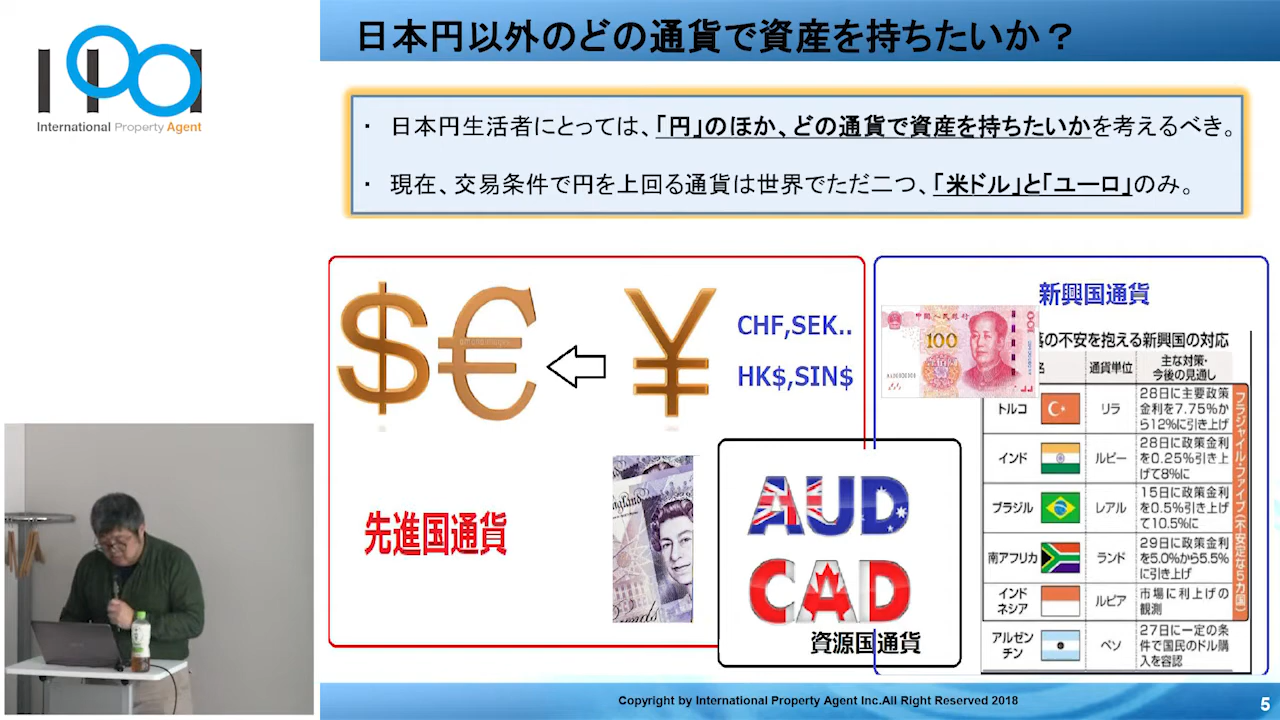 International Property Agent
日本円以外のどの通貨で資産を持ちたいか？
・ 日本円生活者にとっては、「円」のほか、どの通貨で資産を持ちたいかを考えるべき。
・ 現在、交易条件で円を上回る通貨は世界でただ二つ、「米ドル」と「ユーロ」のみ。
$€
¥
CHF,SEK..
HK$,SIN$
先進国通貨
AUD
CAD
資源国通貨
新興国通貨
100
の不安を抱える新興国の対応
名 通貨単位 主な対策・
今後の見通し
トルコ リラ 28日に主要政策
金利を7.75%か
ら12%に引き上げ
インド ルピー 28日に政策金利
を0.25%引き上
げて8%に
ブラジル レアル 15日に政策金利
を0.5%引き上げ
て10.5%に
南アフリカ ランド 29日に政策金利
を5.0%から5.5%
に引き上げ
インド
ネシア ルピア 市場に利上げの
観測
アルゼン
チン ペソ 27日に一定の条
件で国民のドル購
入を容認
フラジャイル・ファイブ(不安定な5カ国)
Copyright by International Property Agent Inc.All Right Reserved 2018
5